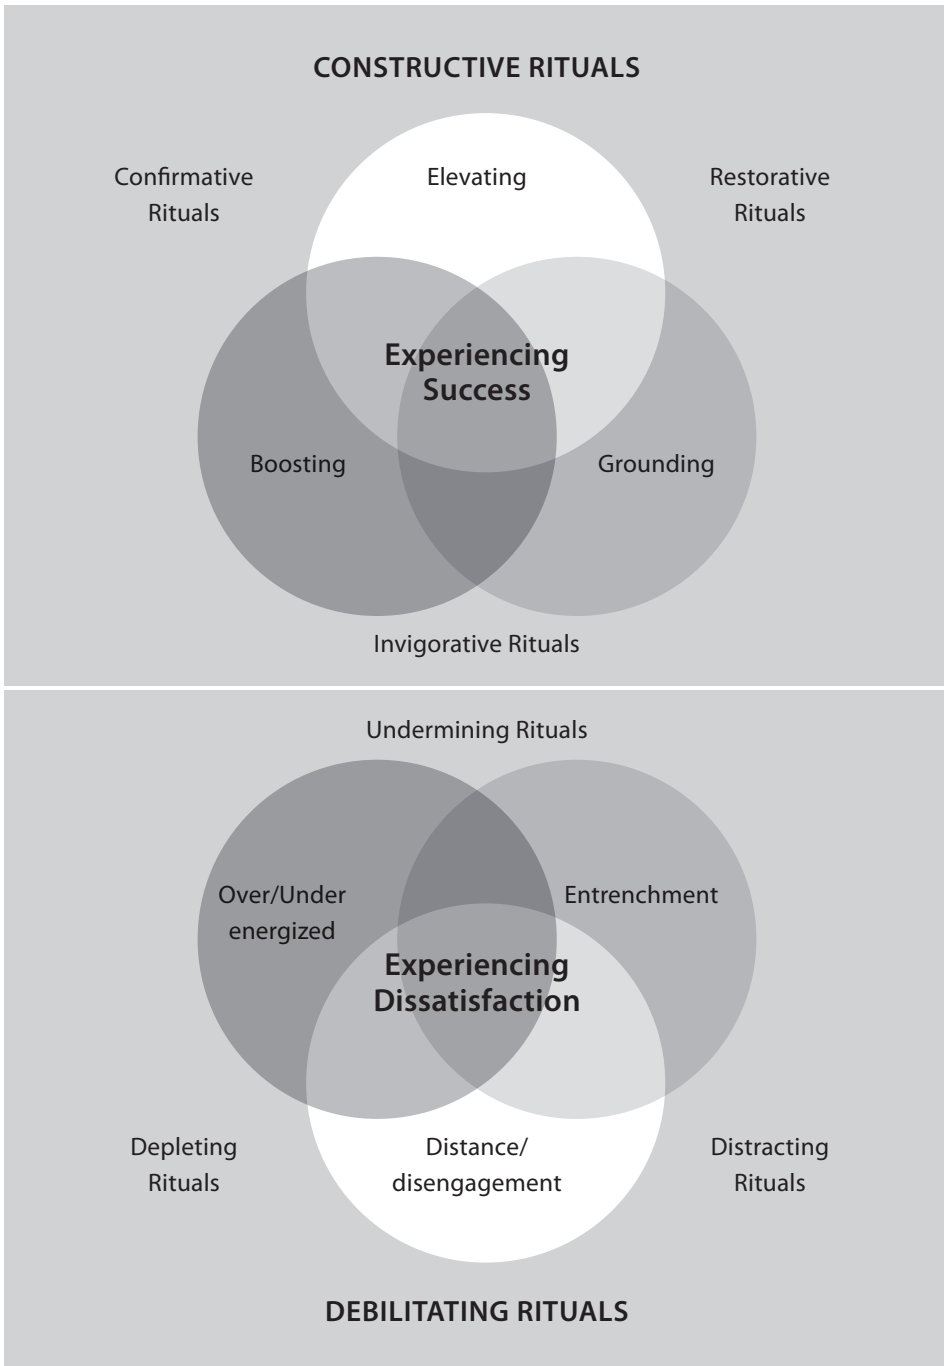 CONSTRUCTIVE RITUALS
Confirmative
Rituals
Elevating
Restorative
Rituals
Experiencing
Success
Boosting
Grounding
Invigorative Rituals
Undermining Rituals
Over/Under
energized
Entrenchment
Experiencing
Dissatisfaction
Depleting
Rituals
Distance/
disengagement
Distracting
Rituals
DEBILITATING RITUALS